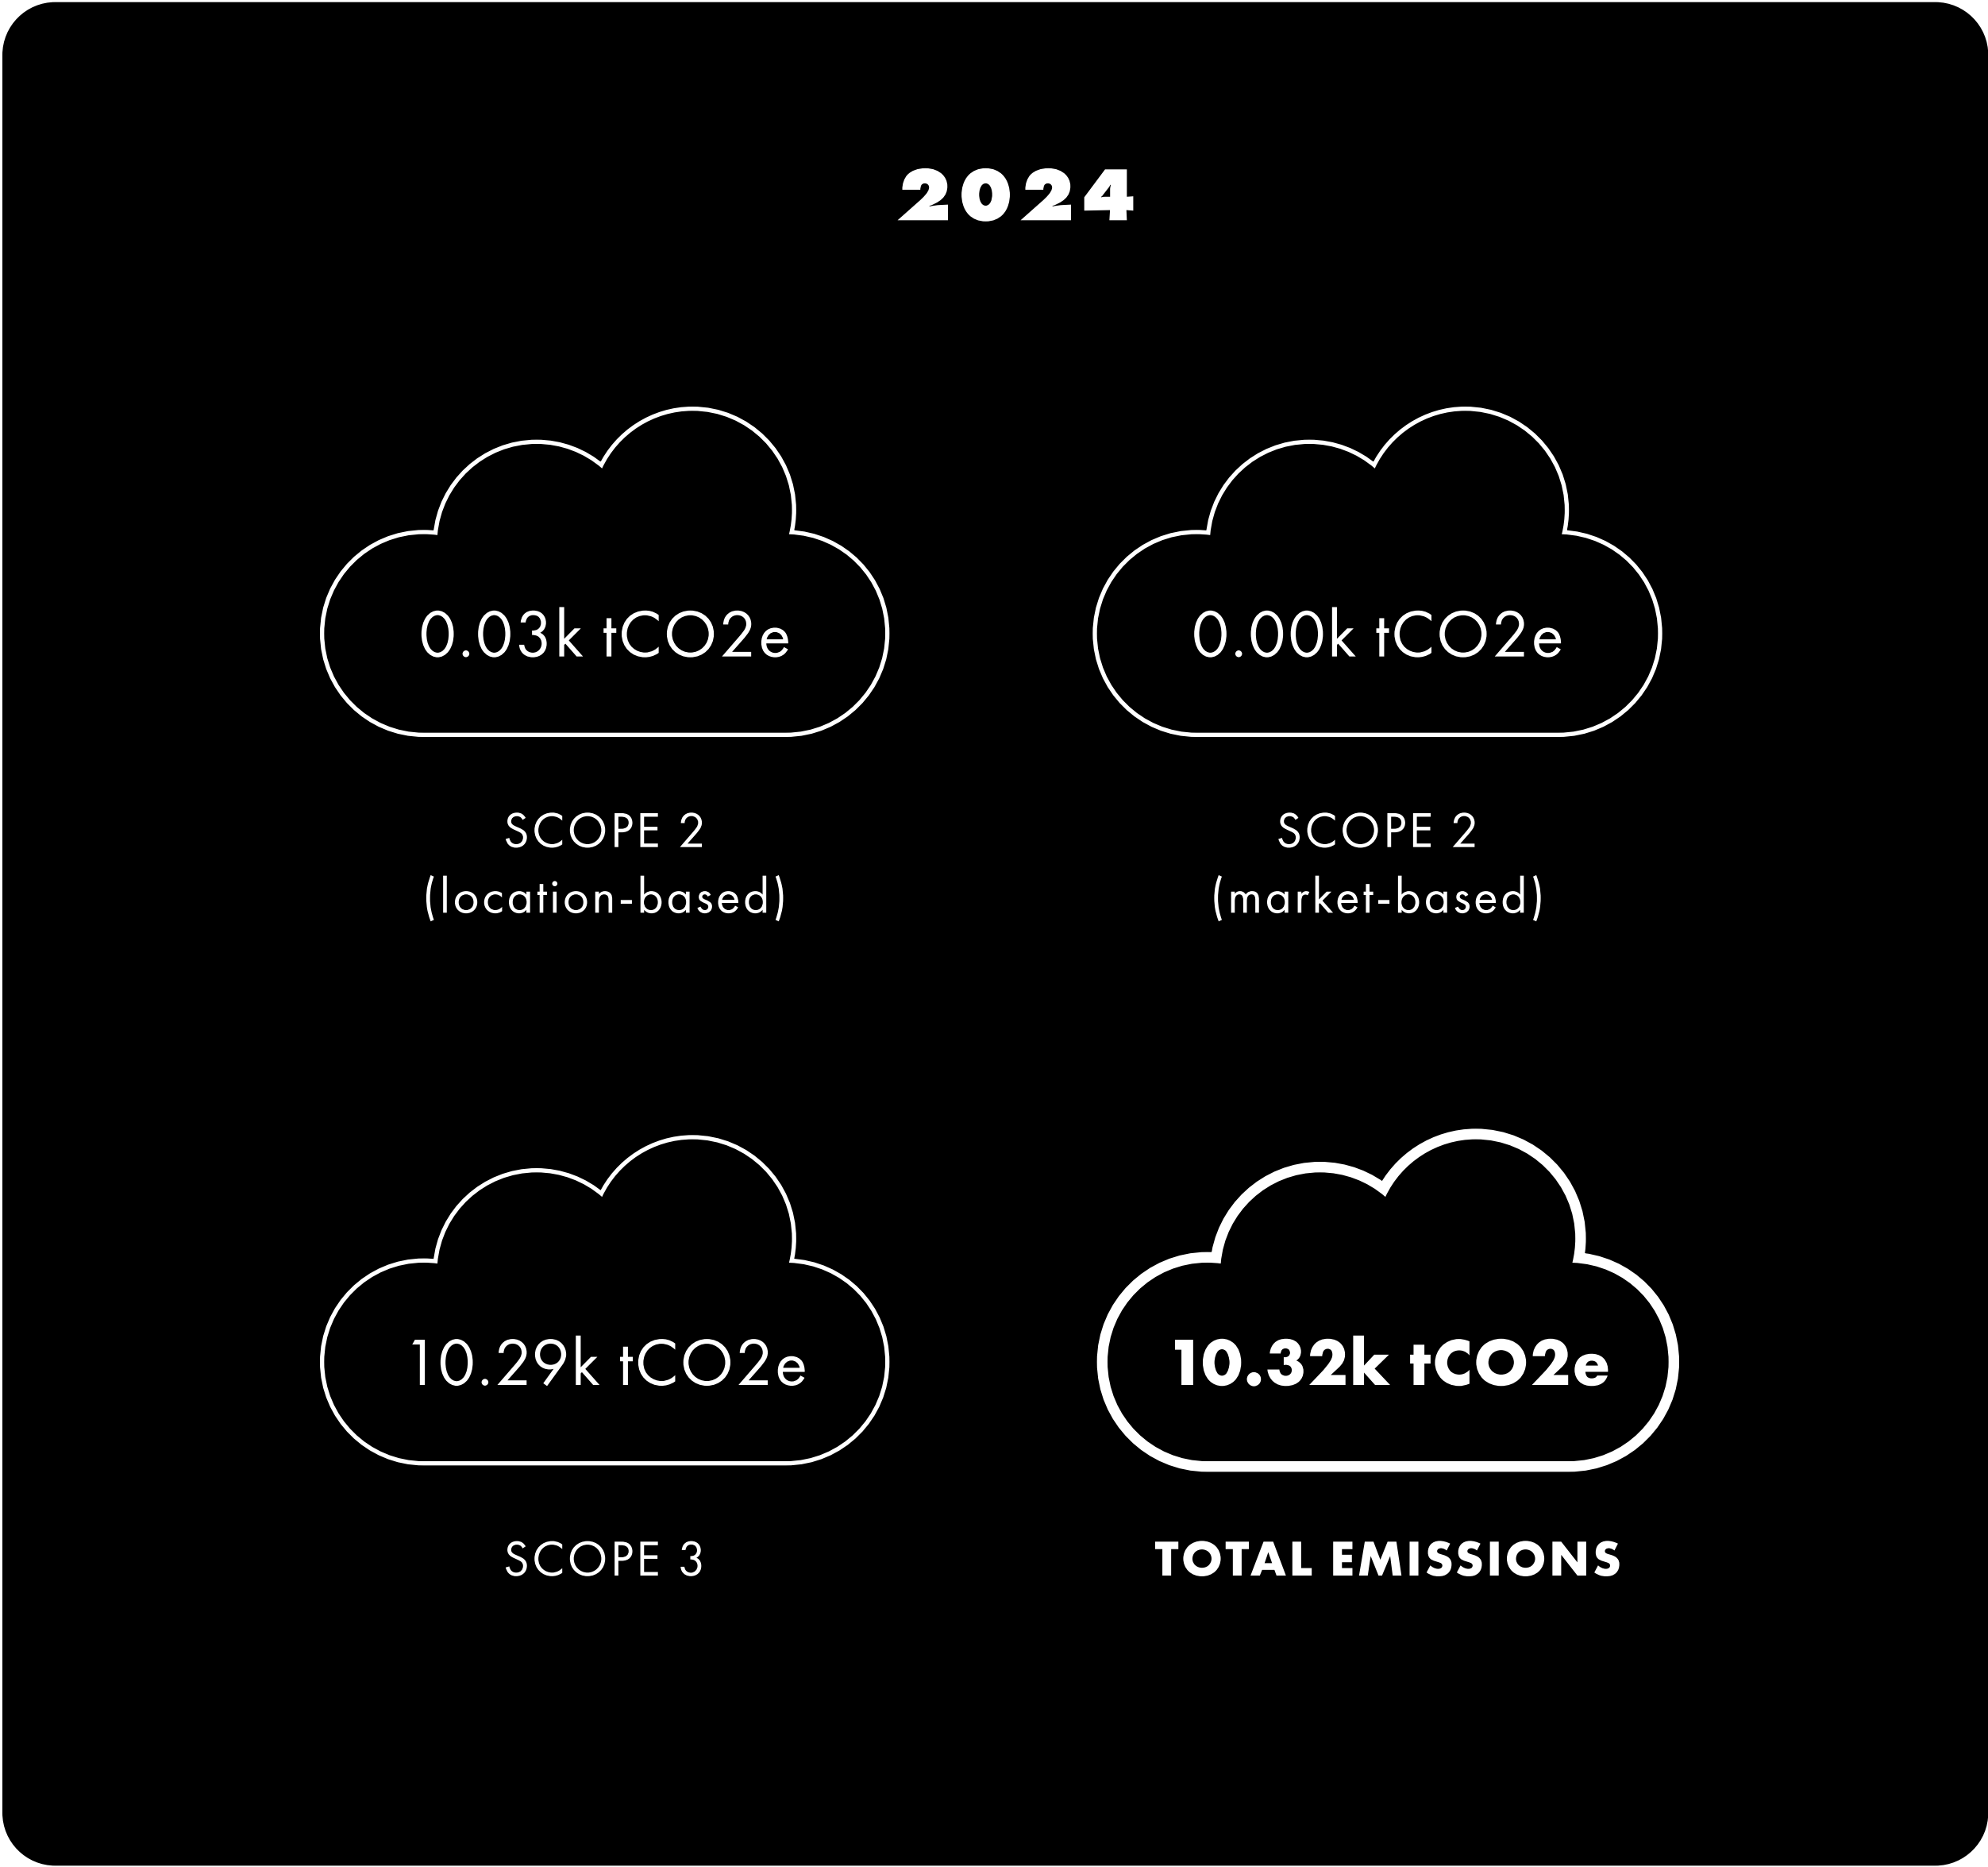 2024
0.03k tCO2e
0.00k tCO2e
SCOPE 2
(location-based)
SCOPE 2
(market-based)
10.29k tCO2e
10.32k tCO2e
SCOPE 3
TOTAL EMISSIONS